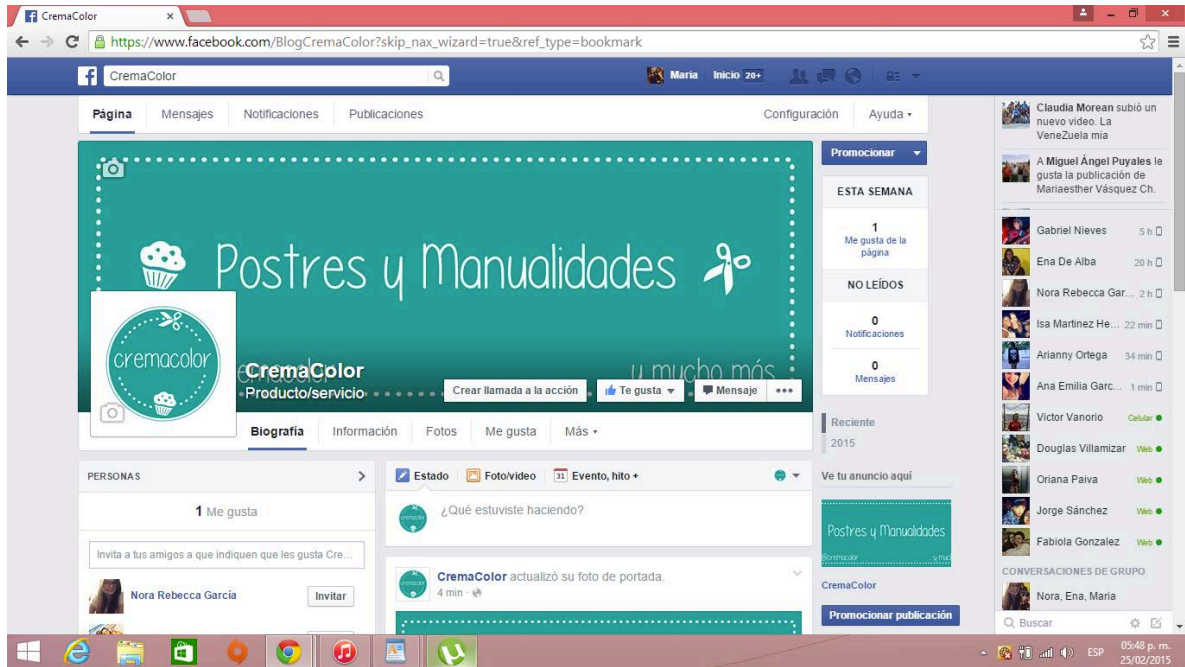 CremaColor
https://www.facebook.com/BlogCremaColor?skip_nax_wizard=true&ref_type=bookmark
CremaColor
Maria Inicio 20+
Página Mensajes Notificaciones Publicaciones Configuración Ayuda
Postres y Manualidades
y mucho más
cremacolor
CremaColor
Producto/servicio
Crear llamada a la acción Te gusta Mensaje
Biografía Información Fotos Me gusta Más
Promocionar
ESTA SEMANA
1
Me gusta de la
página
NO LEÍDOS
0
Notificaciones
0
Mensajes
Reciente
2015
PERSONAS
1 Me gusta
Invita a tus amigos a que indiquen que les gusta Cre...
Nora Rebecca García Invitar
Estado Foto/video 31 Evento, hito +
¿Qué estuviste haciendo?
CremaColor actualizó su foto de portada.
4 min
Ve tu anuncio aquí
Postres y Manualidades
CremaColor
Promocionar publicación
Claudia Morean subió un
nuevo video. La
VeneZuela mia
A Miguel Ángel Puyales le
gusta la publicación de
Mariaesther Vásquez Ch.
Gabriel Nieves 5 h
Ena De Alba 20 h
Nora Rebecca Gar... 2 h
Isa Martinez He... 22 min
Arianny Ortega 34 min
Ana Emilia Garc... 1 min
Victor Vanorio Celular
Douglas Villamizar Web
Oriana Paiva Web
Jorge Sánchez Web
Fabiola Gonzalez Web
CONVERSACIONES DE GRUPO
Nora, Ena, Maria
Buscar
ESP
05:48 p. m.
25/02/2015